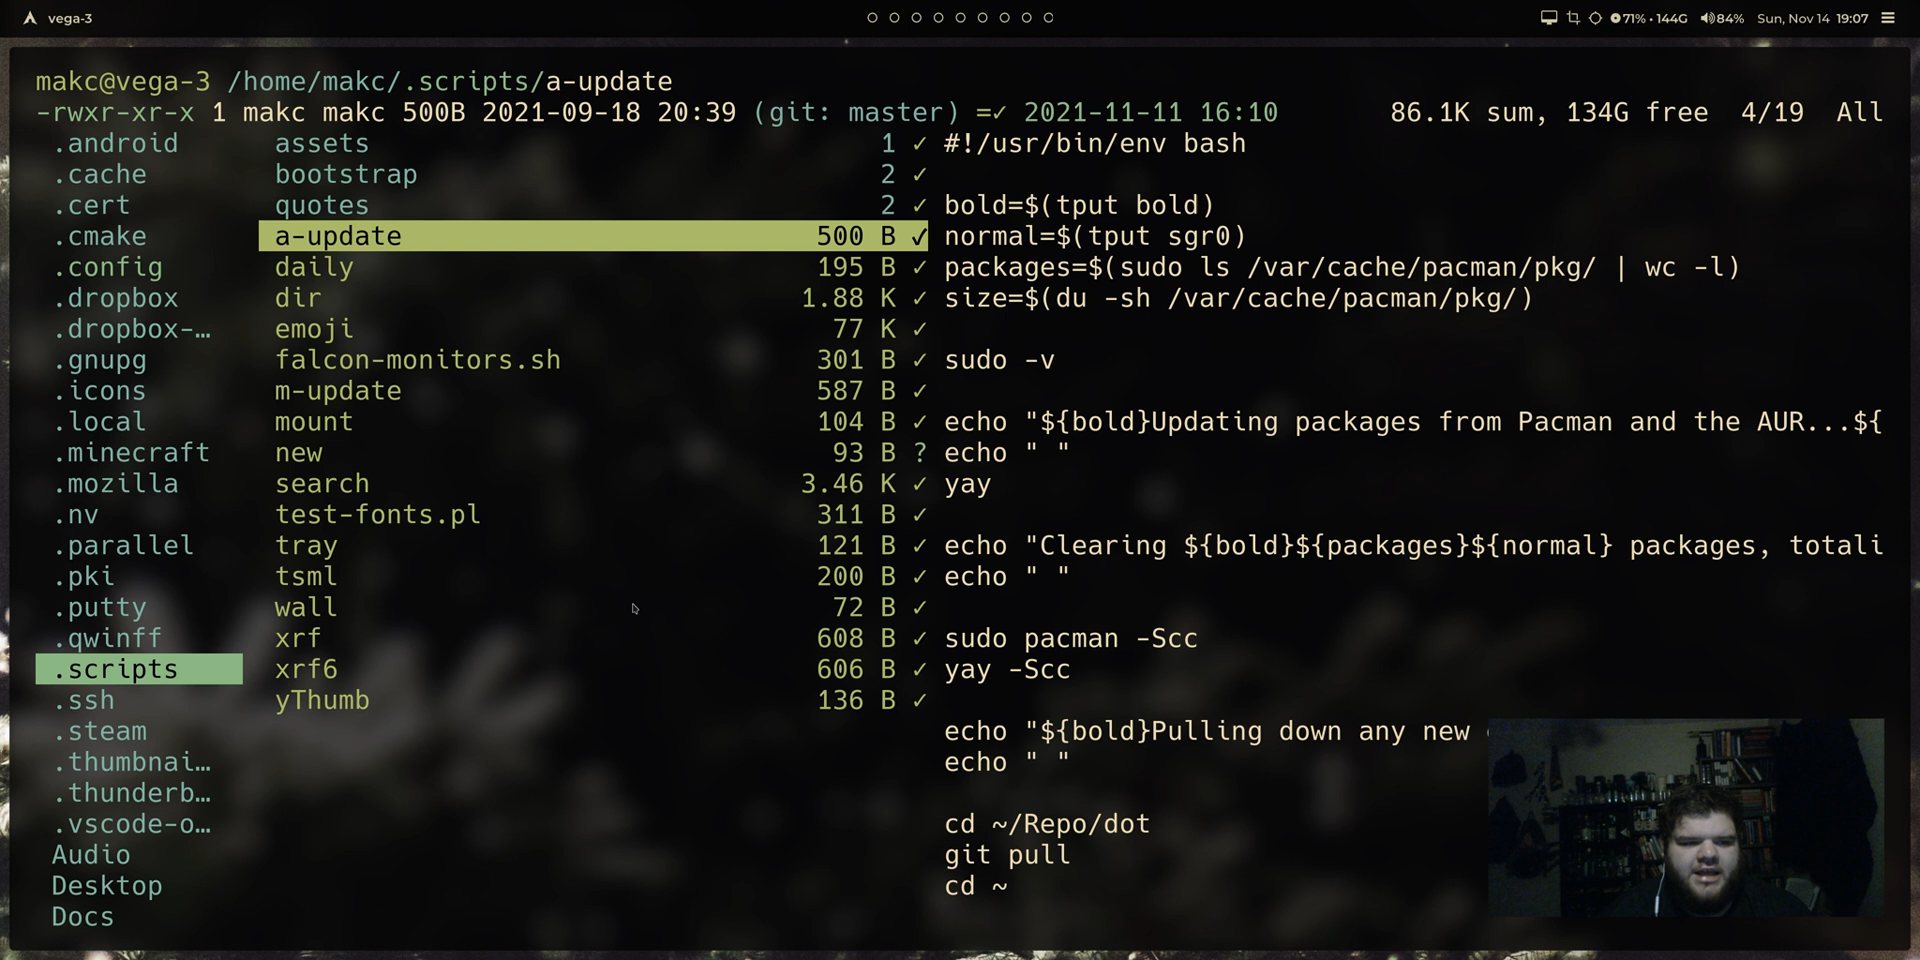 vega-3
71% • 144G 84% Sun, Nov 14 19:07
makc@vega-3 /home/makc/.scripts/a-update
-rwxr-xr-x 1 makc makc 500B 2021-09-18 20:39 (git: master) =✓ 2021-11-11 16:10 86.1K sum, 134G free 4/19 All
.android assets 1 ✓ #!/usr/bin/env bash
.cache bootstrap 2 ✓
.cert quotes 2 ✓ bold=$(tput bold)
.cmake a-update 500 B ✓ normal=$(tput sgr0)
.config daily 195 B ✓ packages=$(sudo ls /var/cache/pacman/pkg/ | wc -l)
.dropbox dir 1.88 K ✓ size=$(du -sh /var/cache/pacman/pkg/)
.dropbox-… emoji 77 K ✓
.gnupg falcon-monitors.sh 301 B ✓ sudo -v
.icons m-update 587 B ✓
.local mount 104 B ✓ echo "${bold}Updating packages from Pacman and the AUR...${
.minecraft new 93 B ? echo " "
.mozilla search 3.46 K ✓ yay
.nv test-fonts.pl 311 B ✓
.parallel tray 121 B ✓ echo "Clearing ${bold}${packages}${normal} packages, totali
.pki tsml 200 B ✓ echo " "
.putty wall 72 B ✓
.qwinff xrf 608 B ✓ sudo pacman -Scc
.scripts xrf6 606 B ✓ yay -Scc
.ssh yThumb 136 B ✓
.steam echo "${bold}Pulling down any new
.thumbnai… echo " "
.thunderb…
.vscode-o… cd ~/Repo/dot
Audio git pull
Desktop cd ~
Docs